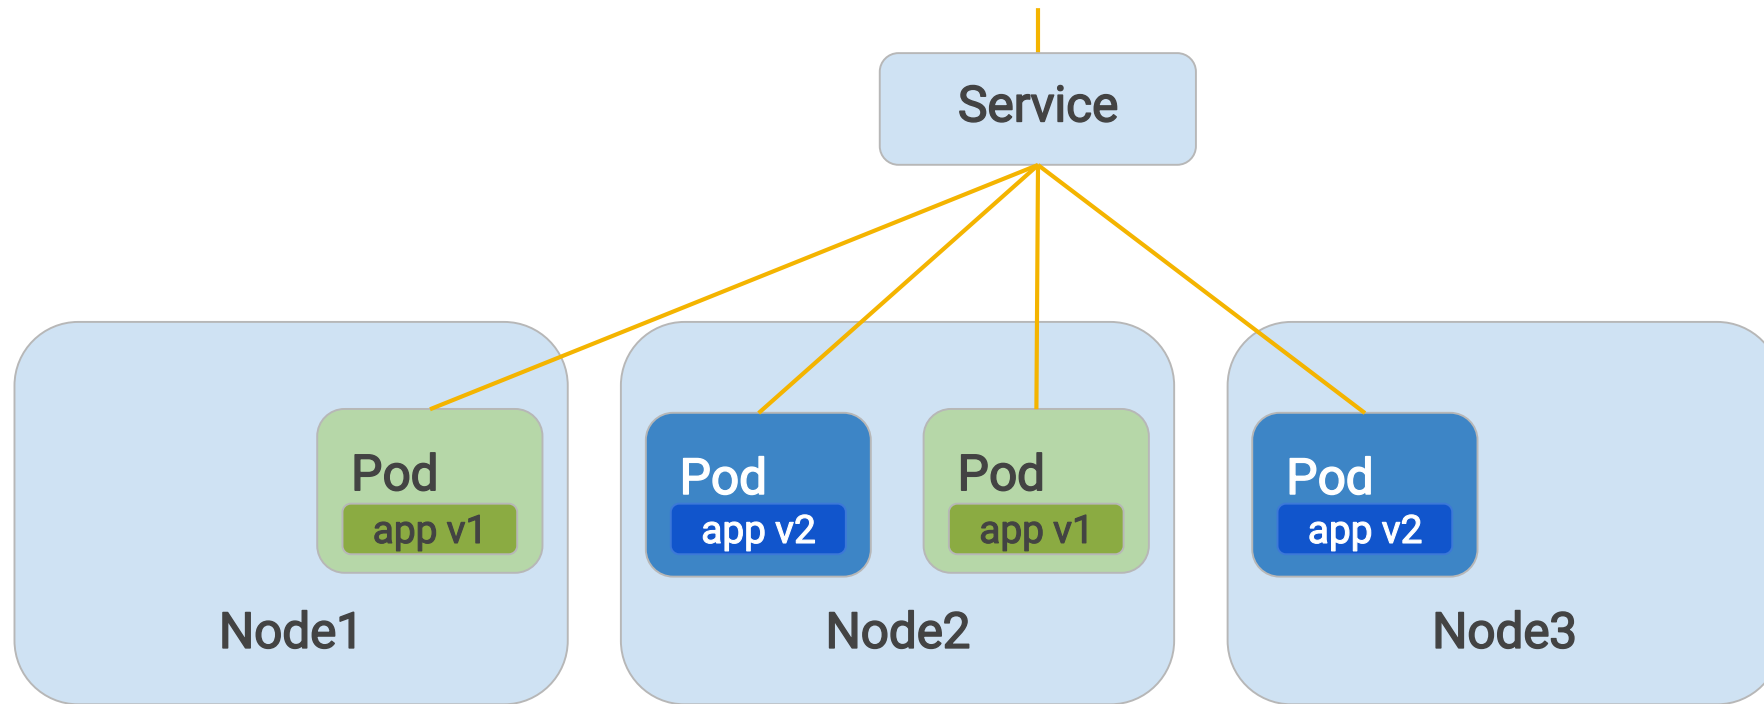 Service
Pod
app v1
Node1
Pod
app v2
Pod
app v1
Node2
Pod
app v2
Node3